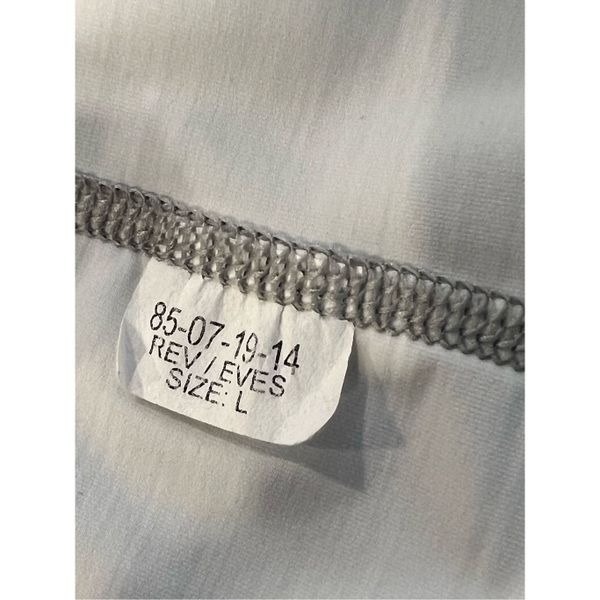 85-07-19-14
REV / EVES
SIZE: L